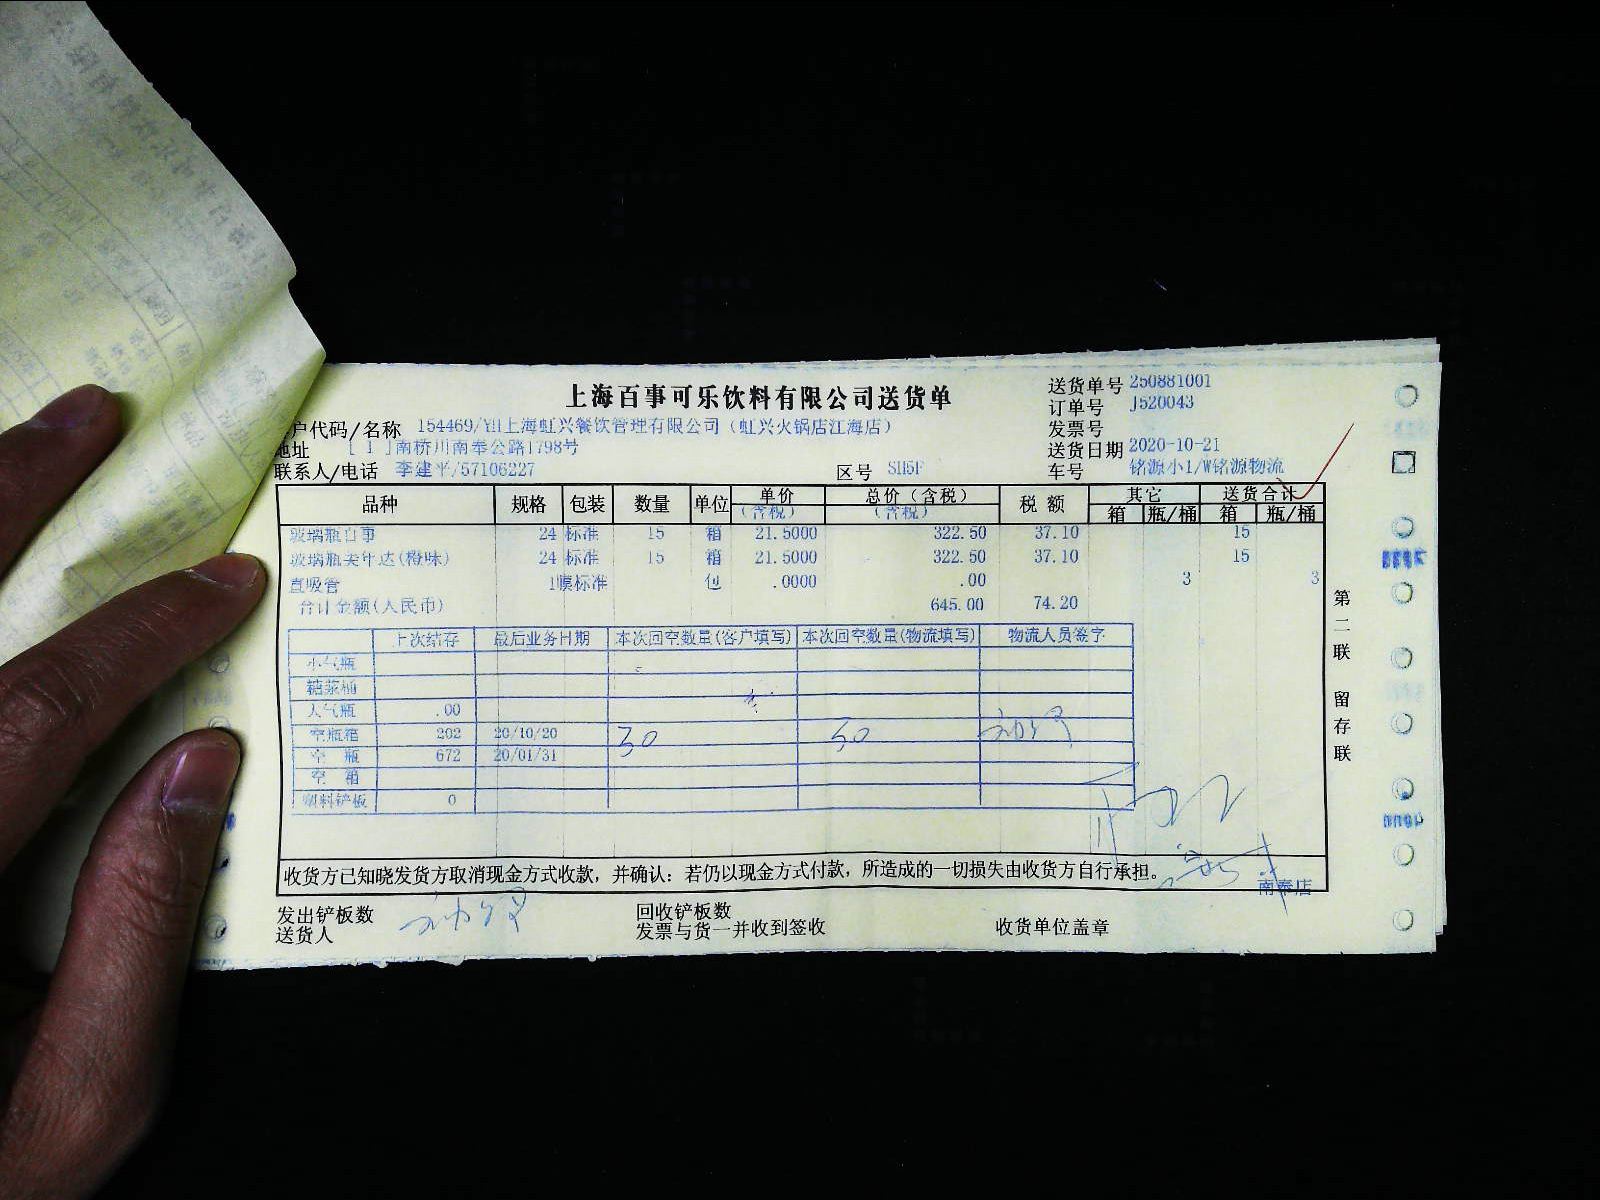 上海百事可乐饮料有限公司送货单
送货单号 250881001
订单号 J520043
户代码/名称 154469/YH上海虹兴餐饮管理有限公司（虹兴火锅店江海店）
发票号
地址 [ 1 ]南桥川南奉公路1798号
送货日期 2020-10-21
联系人/电话 李建平/57106227 区号 SH5F 车号 铭源小1/W铭源物流
品种 规格 包装 数量 单位 单价（含税） 总价（含税）（含税） 税额 其它 箱 瓶/桶 送货合计 箱 瓶/桶
玻璃瓶百事 24 标准 15 箱 21.5000 322.50 37.10 15
玻璃瓶美年达(橙味) 24 标准 15 箱 21.5000 322.50 37.10 15
直吸管 1膜标准 包 .0000 .00 3 3
合计金额(人民币) 645.00 74.20
上次结存 最后业务日期 本次回空数量(客户填写) 本次回空数量(物流填写) 物流人员签字
小气瓶
糖浆桶
大气瓶 .00
空瓶箱 202 20/10/20 30 30
空 瓶 672 20/01/31
空 箱
塑料铲板 0
收货方已知晓发货方取消现金方式收款，并确认：若仍以现金方式付款，所造成的一切损失由收货方自行承担。
南奉店
发出铲板数 回收铲板数
送货人 发票与货一并收到签收 收货单位盖章
第二联 留存联